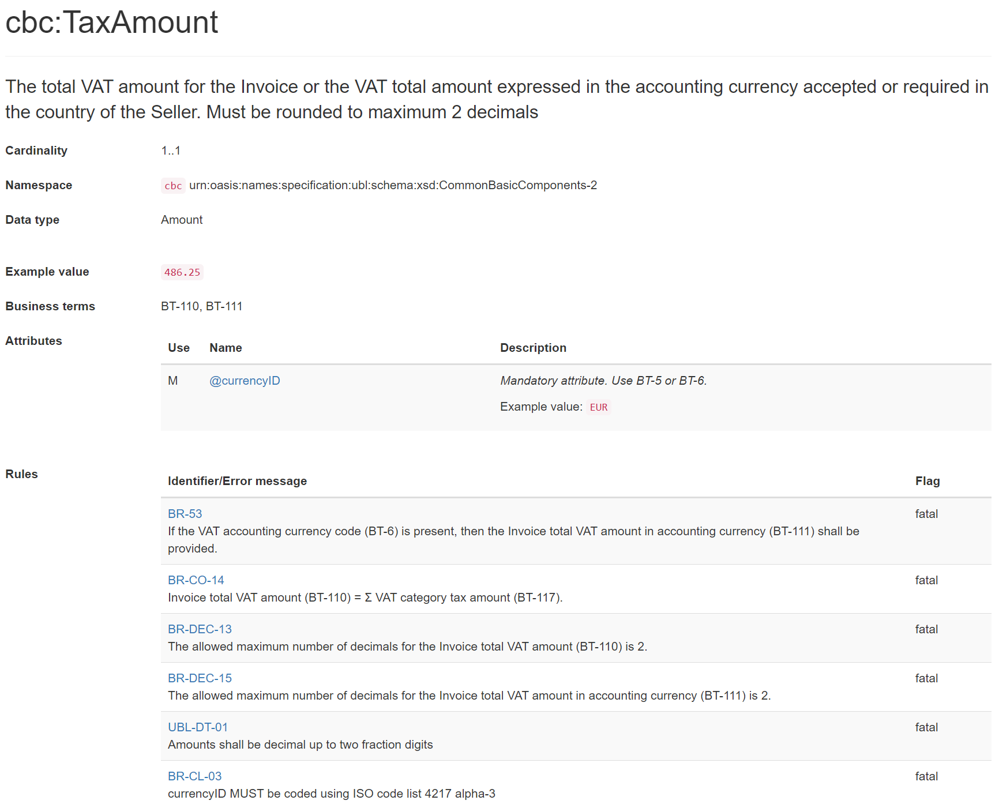 cbc:TaxAmount
The total VAT amount for the Invoice or the VAT total amount expressed in the accounting currency accepted or required in
the country of the Seller. Must be rounded to maximum 2 decimals
Cardinality 1..1
Namespace cbc urn:oasis:names:specification:ubl:schema:xsd:CommonBasicComponents-2
Data type Amount
Example value 486.25
Business terms BT-110, BT-111
Attributes
Use Name Description
M @currencyID Mandatory attribute. Use BT-5 or BT-6.
Example value: EUR
Rules
Identifier/Error message Flag
BR-53 fatal
If the VAT accounting currency code (BT-6) is present, then the Invoice total VAT amount in accounting currency (BT-111) shall be
provided.
BR-CO-14 fatal
Invoice total VAT amount (BT-110) = Σ VAT category tax amount (BT-117).
BR-DEC-13 fatal
The allowed maximum number of decimals for the Invoice total VAT amount (BT-110) is 2.
BR-DEC-15 fatal
The allowed maximum number of decimals for the Invoice total VAT amount in accounting currency (BT-111) is 2.
UBL-DT-01 fatal
Amounts shall be decimal up to two fraction digits
BR-CL-03 fatal
currencyID MUST be coded using ISO code list 4217 alpha-3